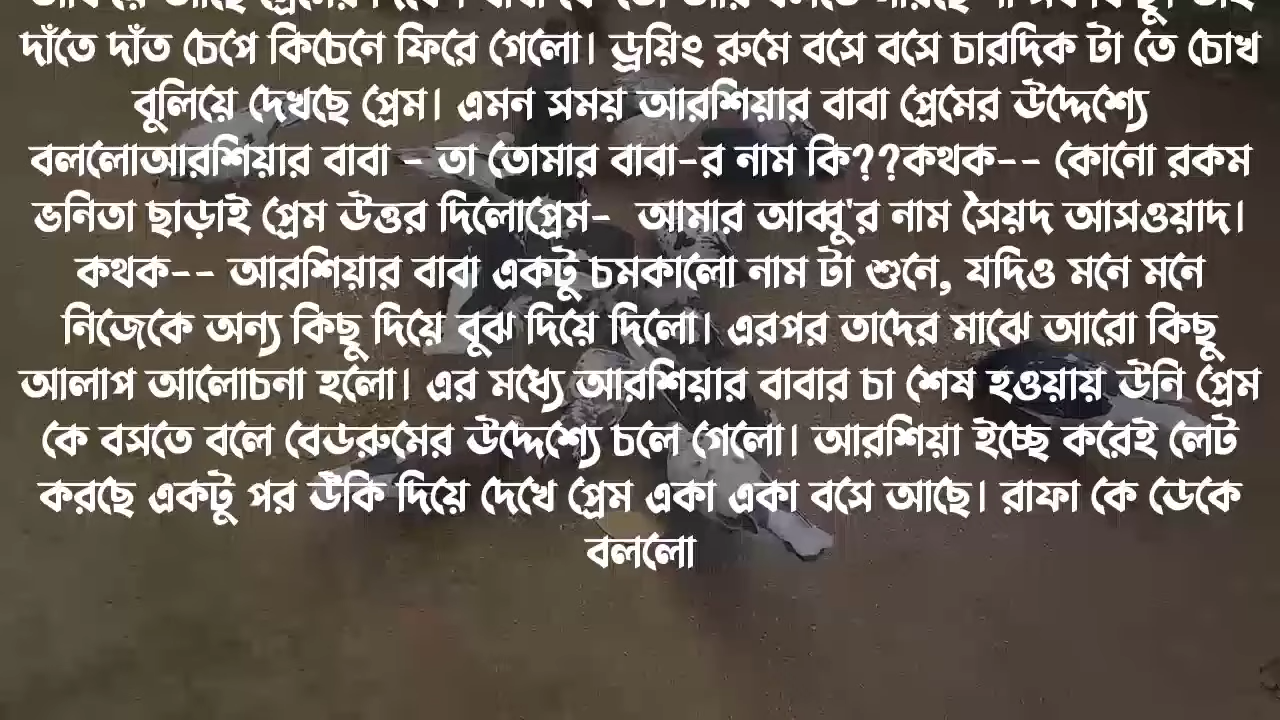 দাঁতে দাঁত চেপে কিচেনে ফিরে গেলো। ড্রয়িং রুমে বসে বসে চারদিক টা তে চোখ
বুলিয়ে দেখছে প্রেম। এমন সময় আরশিয়ার বাবা প্রেমের উদ্দেশ্যে
বললোআরশিয়ার বাবা - তা তোমার বাবা-র নাম কি??কথক-- কোনো রকম
ভনিতা ছাড়াই প্রেম উত্তর দিলোপ্রেম- আমার আব্বু'র নাম সৈয়দ আসওয়াদ।
কথক-- আরশিয়ার বাবা একটু চমকালো নাম টা শুনে, যদিও মনে মনে
নিজেকে অন্য কিছু দিয়ে বুঝ দিয়ে দিলো। এরপর তাদের মাঝে আরো কিছু
আলাপ আলোচনা হলো। এর মধ্যে আরশিয়ার বাবার চা শেষ হওয়ায় উনি প্রেম
কে বসতে বলে বেডরুমের উদ্দেশ্যে চলে গেলো। আরশিয়া ইচ্ছে করেই লেট
করছে একটু পর উঁকি দিয়ে দেখে প্রেম একা একা বসে আছে। রাফা কে ডেকে
বললো